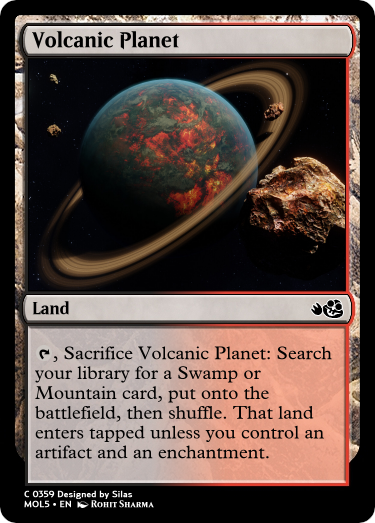 Volcanic Planet
Land
, Sacrifice Volcanic Planet: Search
your library for a Swamp or
Mountain card, put onto the
battlefield, then shuffle. That land
enters tapped unless you control an
artifact and an enchantment.
C 0359 Designed by Silas
MOL5 • EN Rohit Sharma